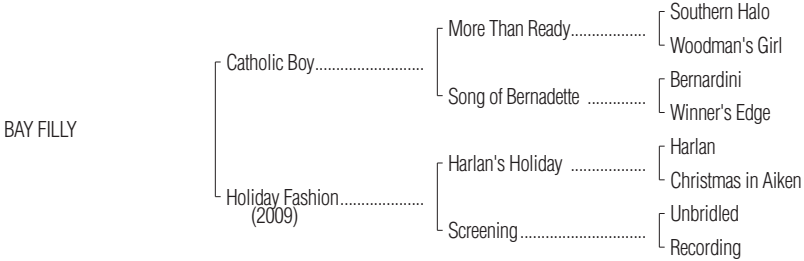 Southern Halo
More Than Ready..................
Woodman's Girl
Catholic Boy..........................
Bernardini
Song of Bernadette ..............
Winner's Edge
BAY FILLY
Harlan
Harlan's Holiday ..................
Christmas in Aiken
Holiday Fashion....................
(2009)
Unbridled
Screening..............................
Recording